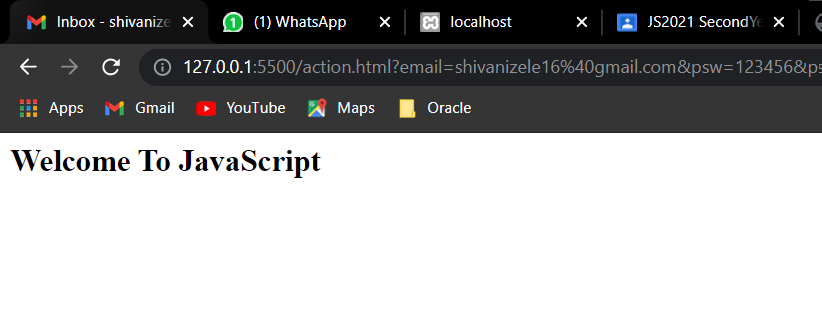 Inbox - shivanize
(1) WhatsApp
localhost
JS2021 SecondYe
127.0.0.1:5500/action.html?email=shivanizele16%40gmail.com&psw=123456&ps
Apps Gmail YouTube Maps Oracle
Welcome To JavaScript